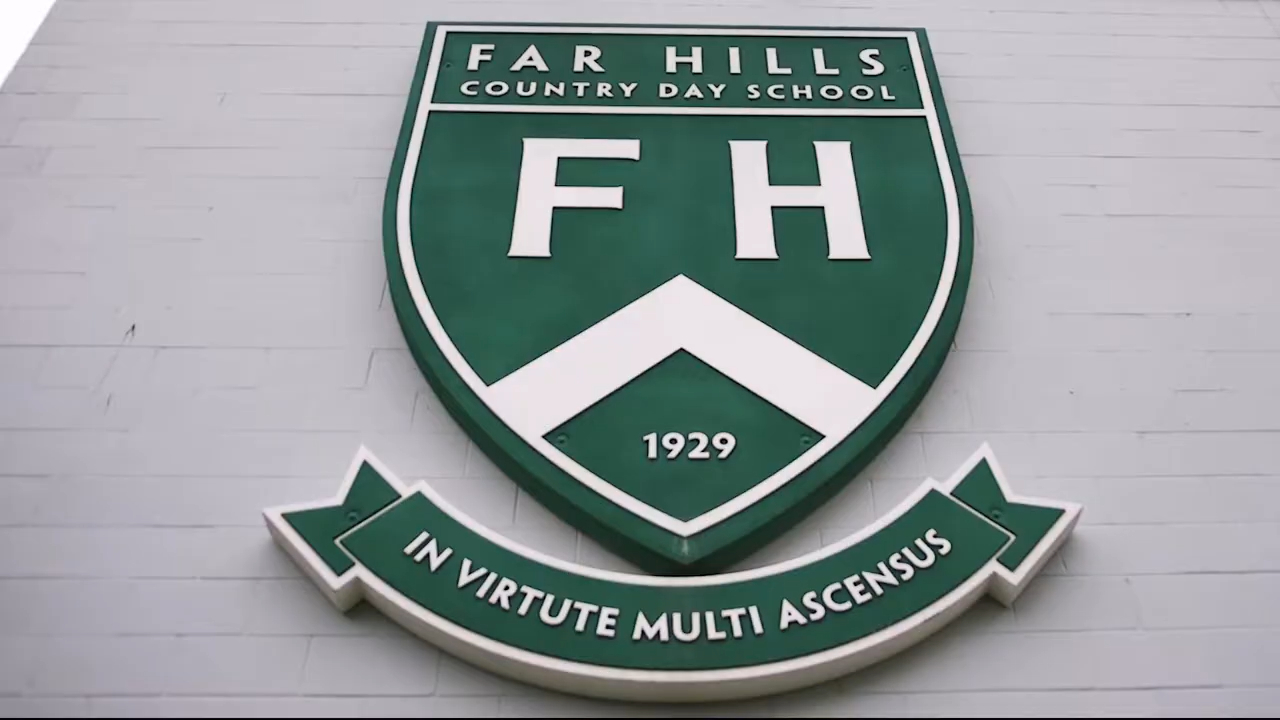 FAR HILLS
COUNTRY DAY SCHOOL
F H
1929
IN VIRTUTE MULTI ASCENSUS